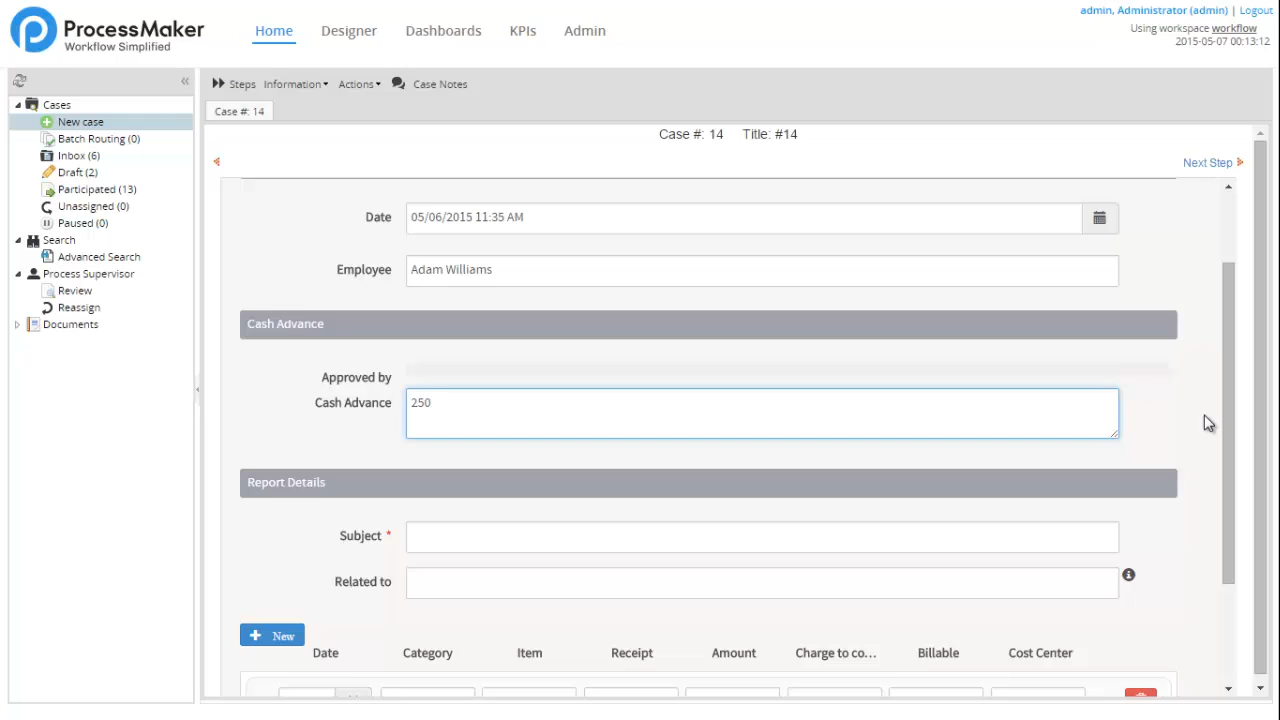 ProcessMaker
Workflow Simplified
Home Designer Dashboards KPIs Admin
admin, Administrator (admin) | Logout
Using workspace workflow
2015-05-07 00:13:12
Cases
New case
Batch Routing (0)
Inbox (6)
Draft (2)
Participated (13)
Unassigned (0)
Paused (0)
Search
Advanced Search
Process Supervisor
Review
Reassign
Documents
Steps Information Actions Case Notes
Case #: 14
Case #: 14 Title: #14
Next Step
Date 05/06/2015 11:35 AM
Employee Adam Williams
Cash Advance
Approved by
Cash Advance 250
Report Details
Subject *
Related to
+ New
Date Category Item Receipt Amount Charge to co... Billable Cost Center